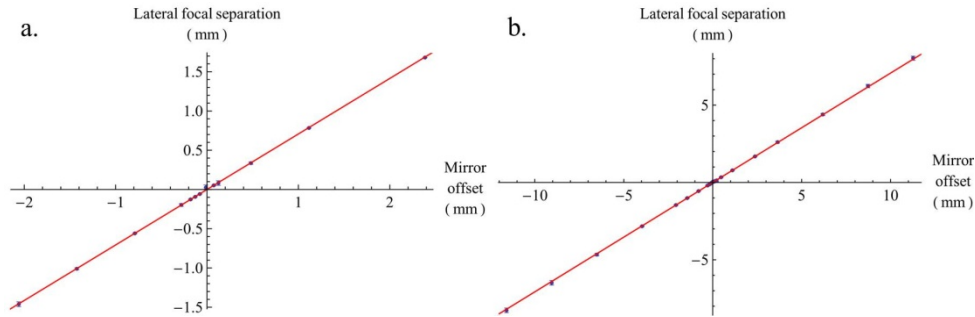 Lateral focal separation
( mm )
a.
1.5
1.0
0.5
−2
−1
1
2
−0.5
−1.0
−1.5
Mirror
offset
( mm )
Lateral focal separation
( mm )
b.
5
−10
−5
5
10
−5
Mirror
offset
( mm )